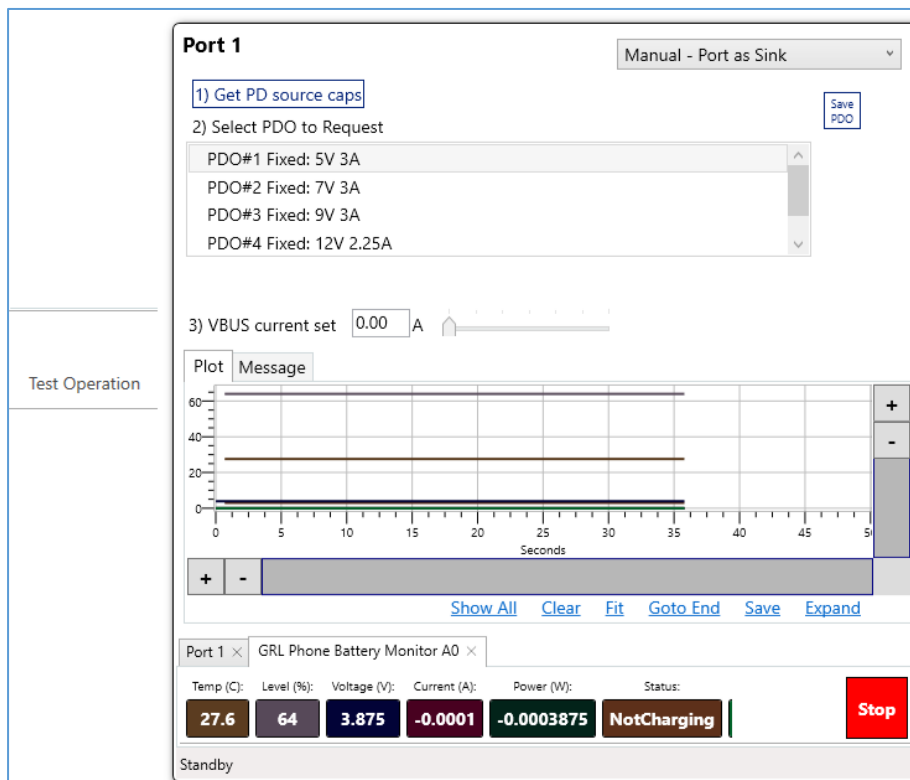 Port 1
Manual - Port as Sink
1) Get PD source caps
Save
PDO
2) Select PDO to Request
PDO#1 Fixed: 5V 3A
PDO#2 Fixed: 7V 3A
PDO#3 Fixed: 9V 3A
PDO#4 Fixed: 12V 2.25A
3) VBUS current set 0.00 A
Test Operation
Plot Message
60
40
20
0
0 5 10 15 20 25 30 35 40 45 50
Seconds
+ -
+ -
Show All Clear Fit Goto End Save Expand
Port 1 × GRL Phone Battery Monitor A0 ×
Temp (C): Level (%): Voltage (V): Current (A): Power (W): Status:
27.6 64 3.875 -0.0001 -0.0003875 NotCharging Stop
Standby